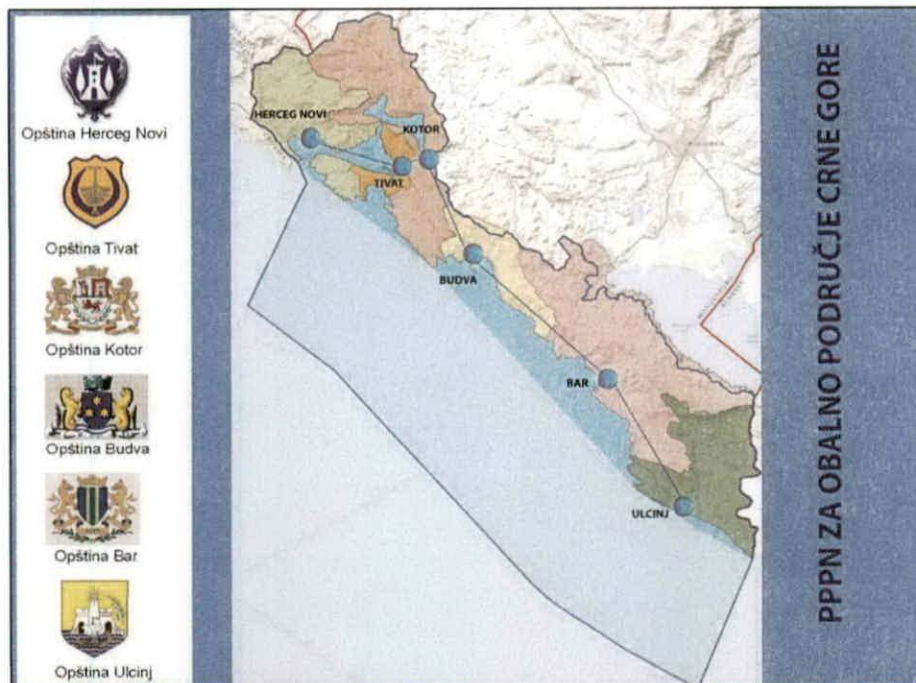 Opština Herceg Novi
Opština Tivat
Opština Kotor
Opština Budva
Opština Bar
Opština Ulcinj
HERCEG NOVI
KOTOR
TIVAT
BUDVA
BAR
ULCINJ
PPPN ZA OBALNO PODRUČJE CRNE GORE